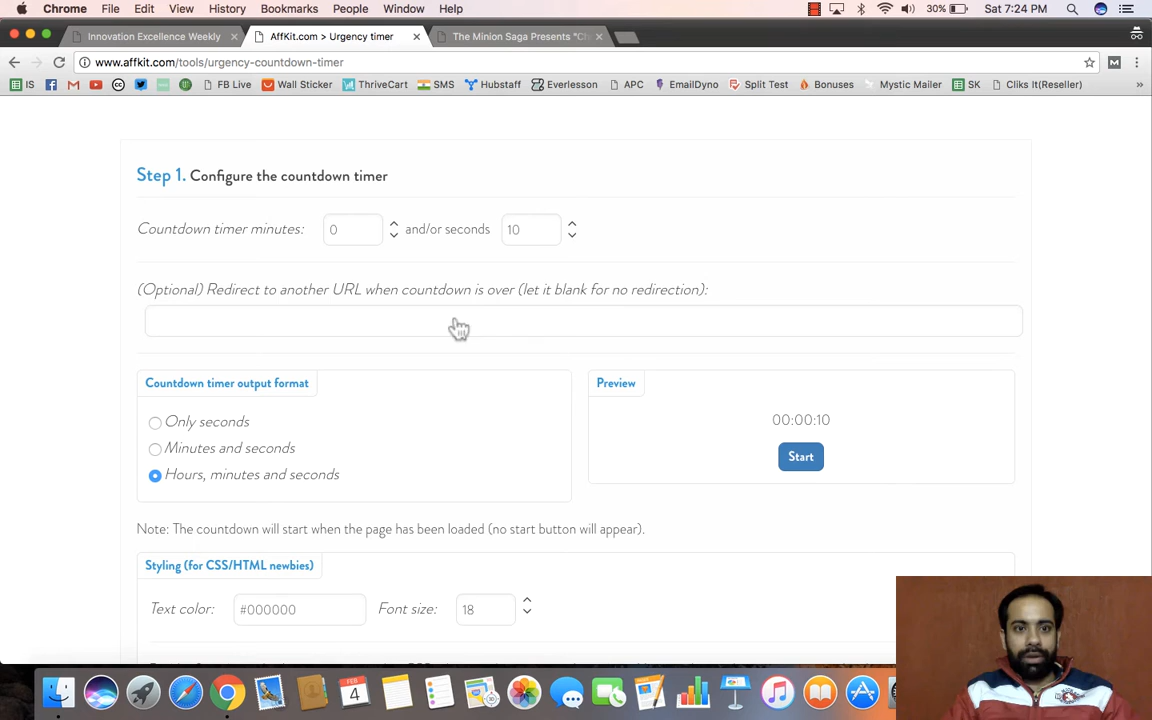 Chrome File Edit View History Bookmarks People Window Help 30% Sat 7:24 PM
Innovation Excellence Weekly AffKit.com > Urgency timer The Minion Saga Presents "C
www.affkit.com/tools/urgency-countdown-timer
IS FB Live Wall Sticker ThriveCart SMS Hubstaff Everlesson APC EmailDyno Split Test Bonuses Mystic Mailer SK Cliks It(Reseller) »
Step 1. Configure the countdown timer
Countdown timer minutes: 0 and/or seconds 10
(Optional) Redirect to another URL when countdown is over (let it blank for no redirection):
Countdown timer output format Preview
Only seconds 00:00:10
Minutes and seconds Start
Hours, minutes and seconds
Note: The countdown will start when the page has been loaded (no start button will appear).
Styling (for CSS/HTML newbies)
Text color: #000000 Font size: 18
FEB
4